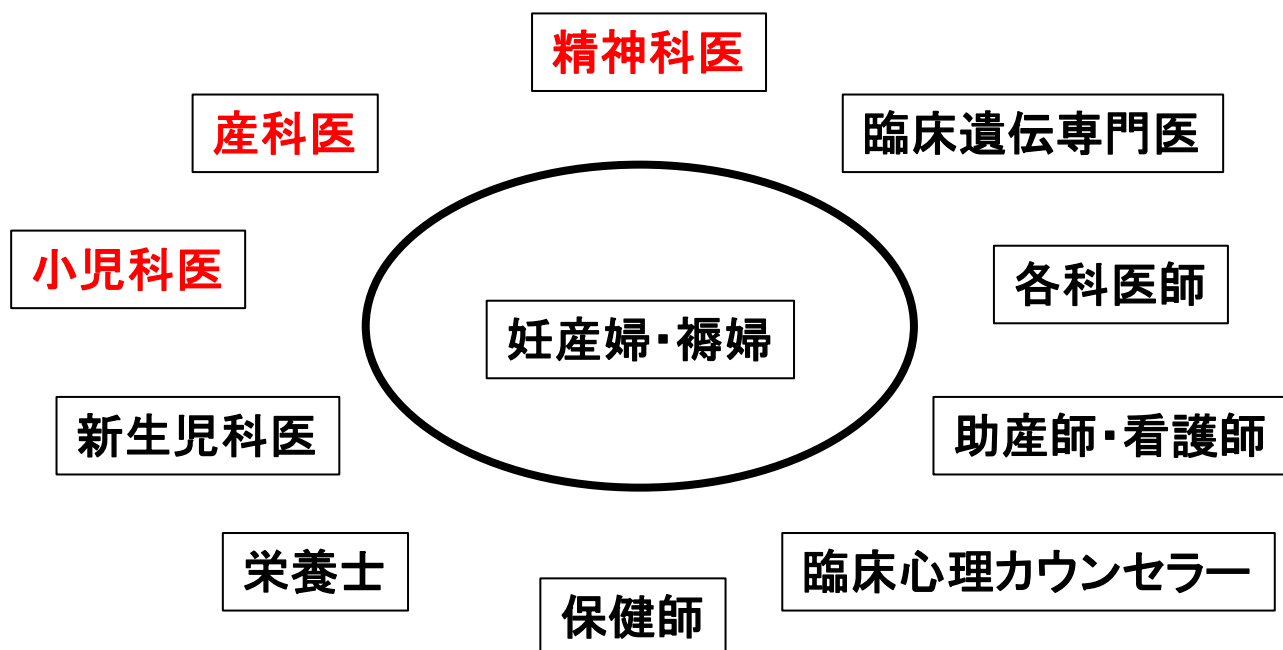 精神科医
産科医
臨床遺伝専門医
小児科医
各科医師
妊産婦・褥婦
新生児科医
助産師・看護師
栄養士
臨床心理カウンセラー
保健師